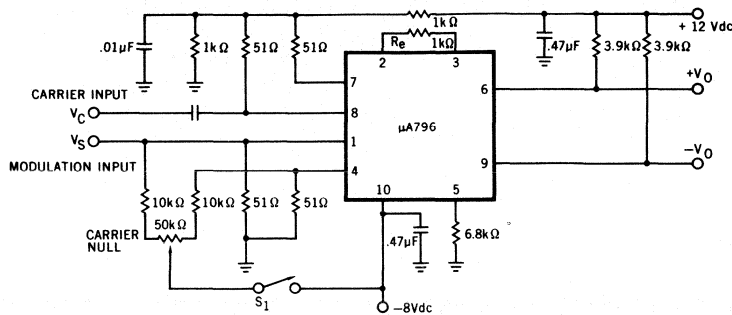 1kΩ
+ 12 Vdc
.01µF
1kΩ
51Ω
51Ω
Re
1kΩ
2
3
.47µF
3.9kΩ
3.9kΩ
7
6
+VO
CARRIER INPUT
VC
8
µA796
VS
1
MODULATION INPUT
4
9
-VO
10
5
10kΩ
10kΩ
51Ω
51Ω
50kΩ
CARRIER
NULL
.47µF
6.8kΩ
S1
-8Vdc